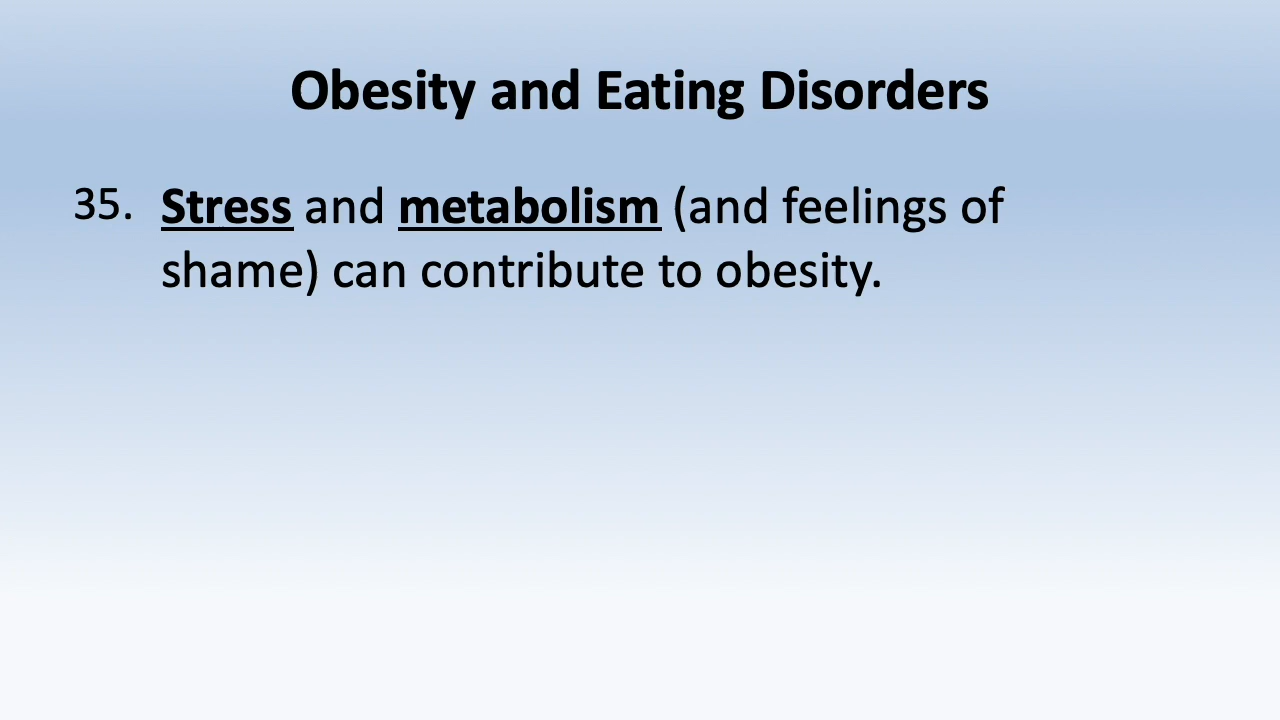 Obesity and Eating Disorders
35. Stress and metabolism (and feelings of
shame) can contribute to obesity.